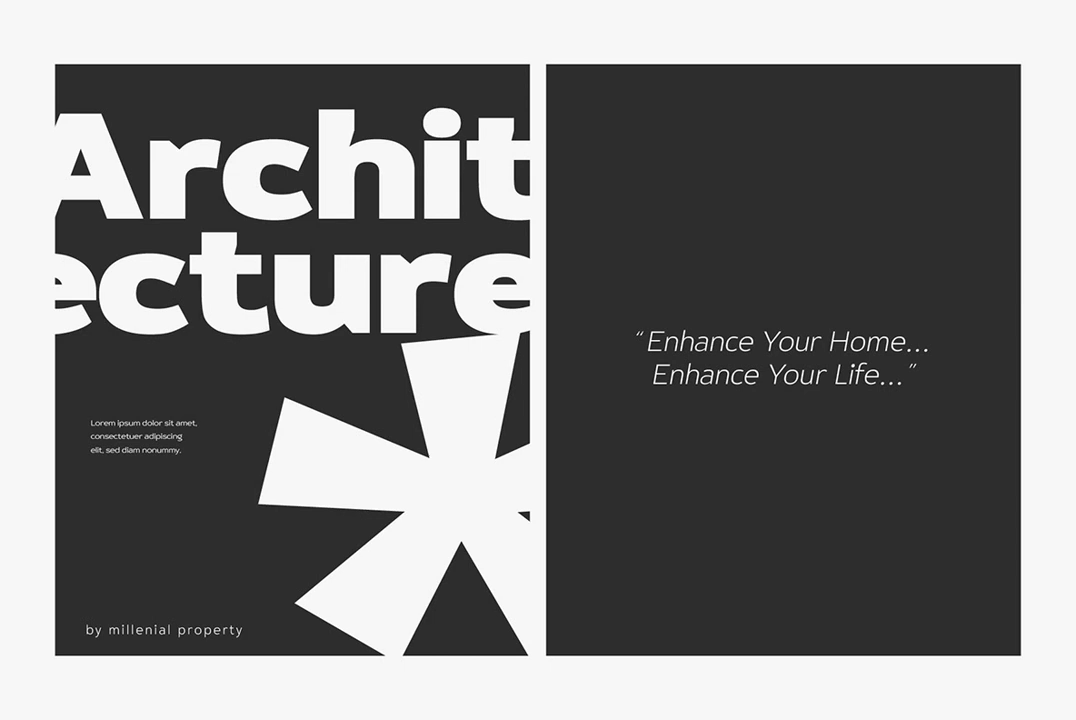 Archit
ecture
Lorem ipsum dolor sit amet,
consectetuer adipiscing
elit, sed diam nonummy.
by millenial property
“Enhance Your Home...
Enhance Your Life...”